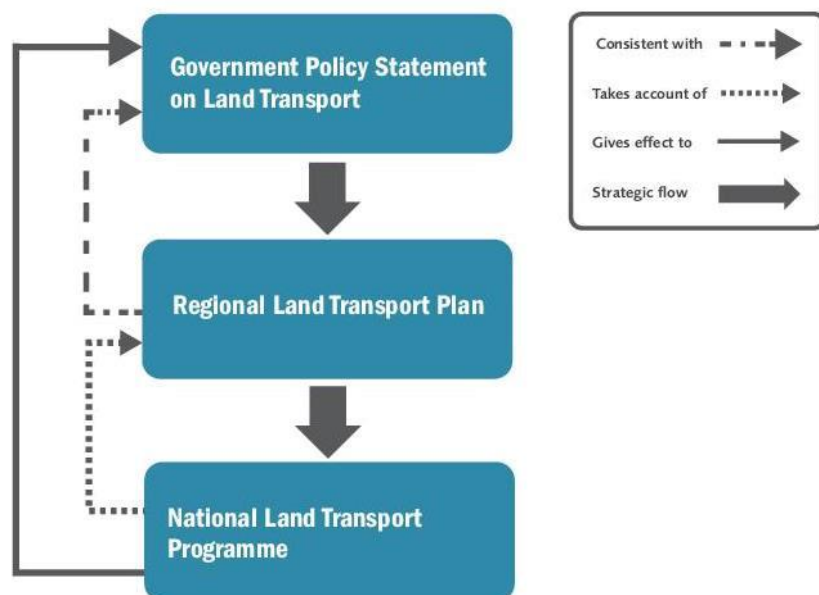 Government Policy Statement
on Land Transport
Regional Land Transport Plan
National Land Transport
Programme
Consistent with
Takes account of
Gives effect to
Strategic flow